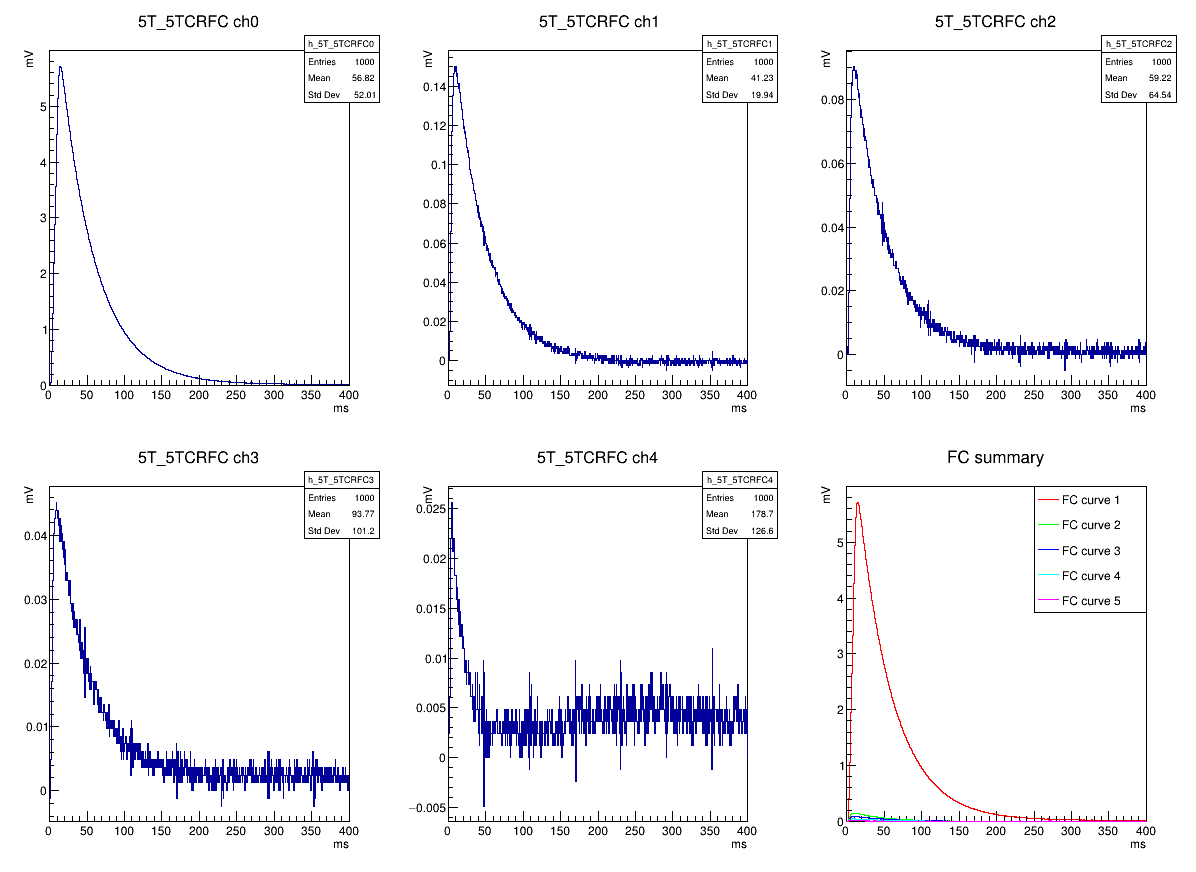 5T_5TCRFC ch0
mV
h_5T_5TCRFC0
Entries 1000
Mean 56.82
Std Dev 52.01
5
4
3
2
1
0
0 50 100 150 200 250 300 350 400
ms
5T_5TCRFC ch1
mV
h_5T_5TCRFC1
Entries 1000
Mean 41.23
Std Dev 19.94
0.14
0.12
0.1
0.08
0.06
0.04
0.02
0
0 50 100 150 200 250 300 350 400
ms
5T_5TCRFC ch2
mV
h_5T_5TCRFC2
Entries 1000
Mean 59.22
Std Dev 64.54
0.08
0.06
0.04
0.02
0
0 50 100 150 200 250 300 350 400
ms
5T_5TCRFC ch3
mV
h_5T_5TCRFC3
Entries 1000
Mean 93.77
Std Dev 101.2
0.04
0.03
0.02
0.01
0
0 50 100 150 200 250 300 350 400
ms
5T_5TCRFC ch4
mV
h_5T_5TCRFC4
Entries 1000
Mean 178.7
Std Dev 126.6
0.025
0.02
0.015
0.01
0.005
0
−0.005
0 50 100 150 200 250 300 350 400
ms
FC summary
mV
FC curve 1
FC curve 2
FC curve 3
FC curve 4
FC curve 5
5
4
3
2
1
0
0 50 100 150 200 250 300 350 400
ms